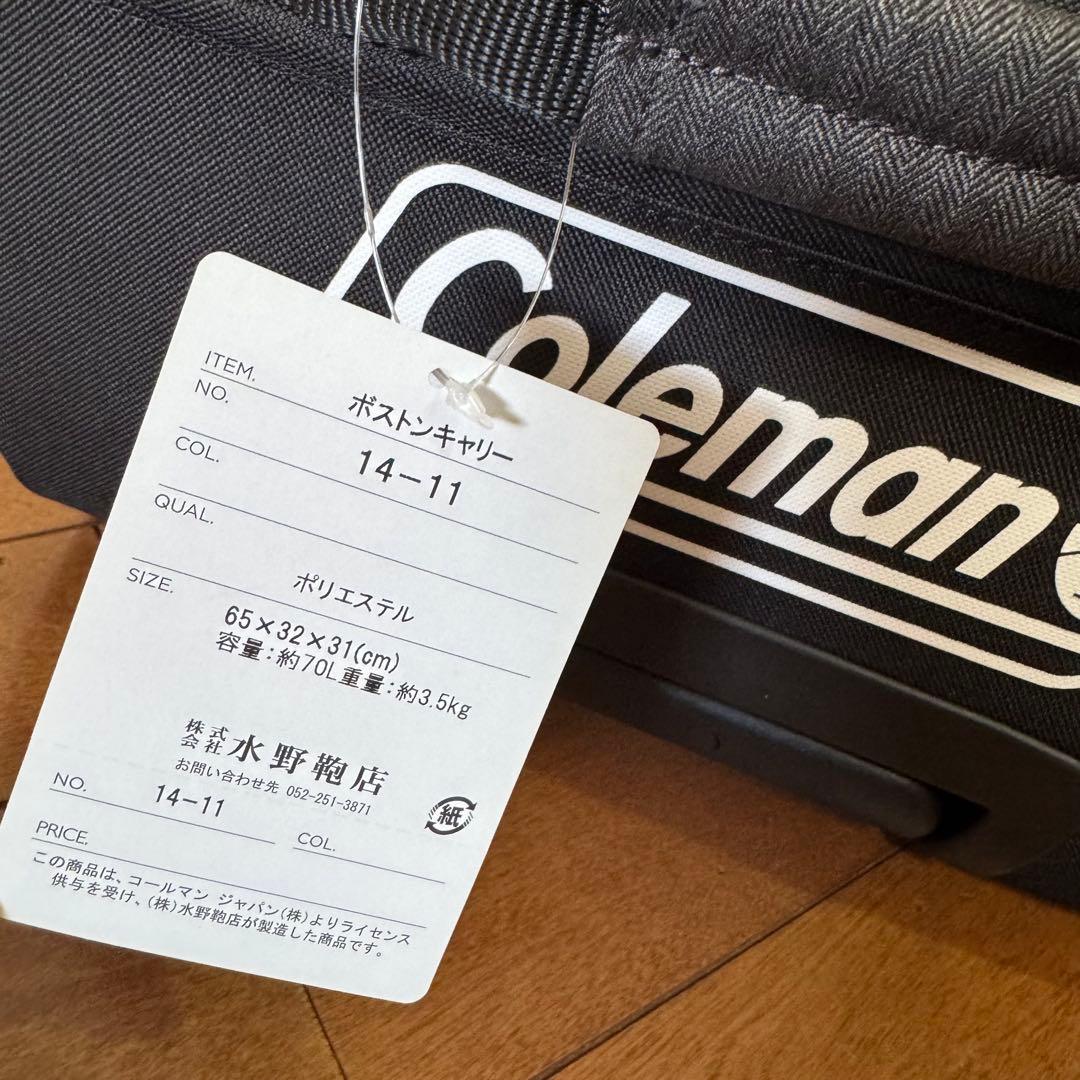 Coleman
ITEM. ボストンキャリー
NO. 14-11
COL.
QUAL. ポリエステル
SIZE. 65×32×31(cm)
容量:約70L 重量:約3.5kg
株式会社 水野鞄店
お問い合わせ先 052-251-3871
紙
NO. 14-11
COL.
PRICE.
この商品は、コールマン ジャパン(株)よりライセンス
供与を受け、(株)水野鞄店が製造した商品です。